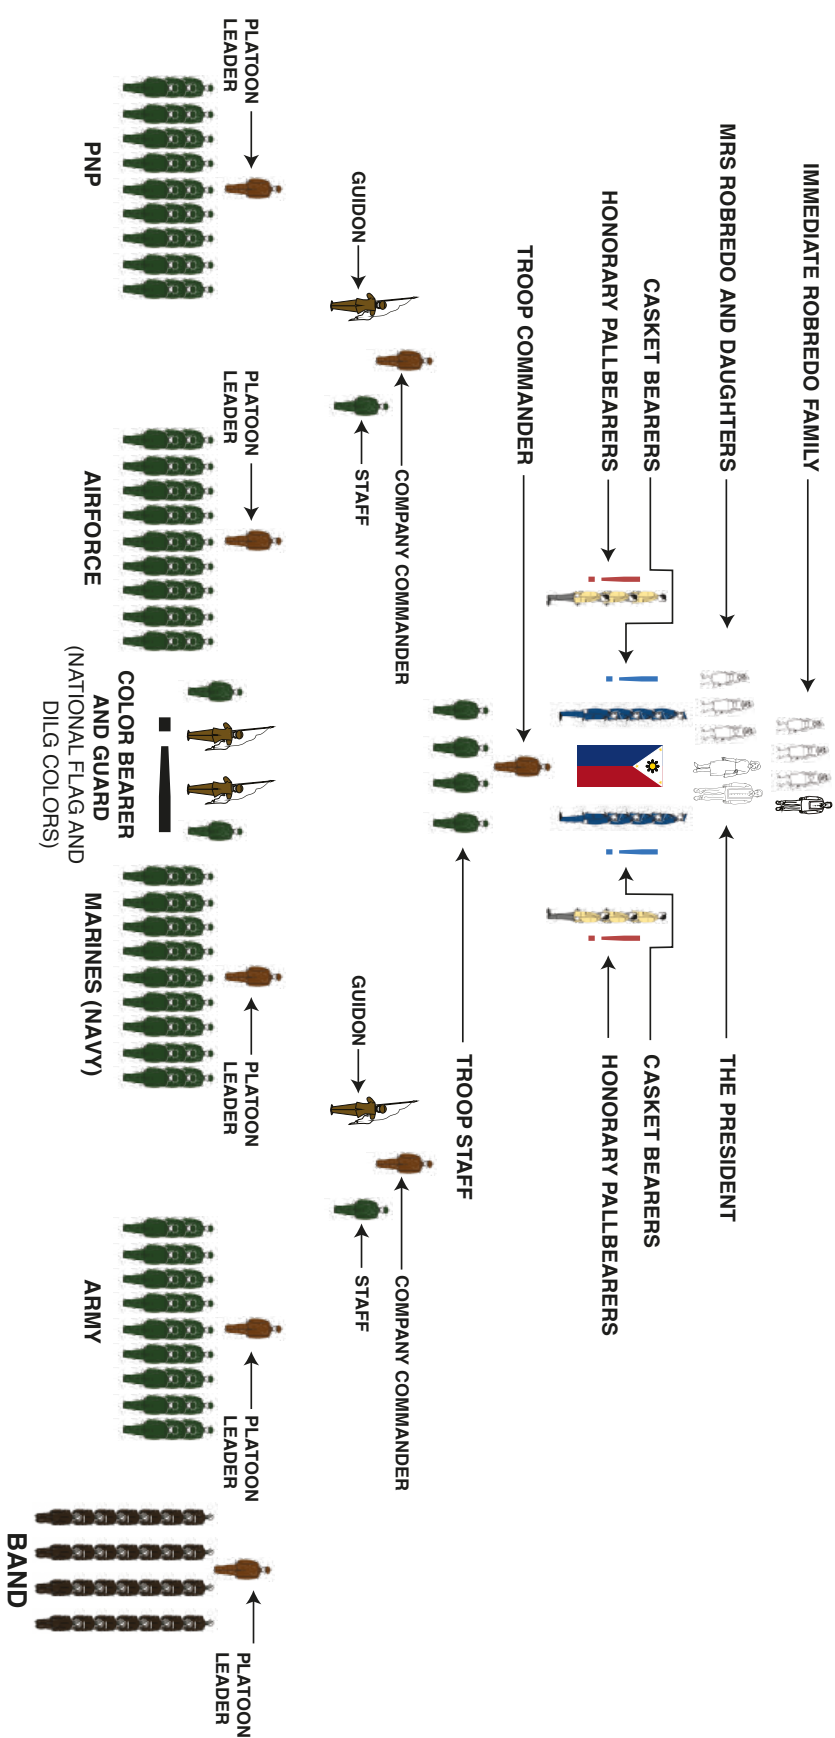 IMMEDIATE ROBREDO FAMILY
MRS ROBREDO AND DAUGHTERS
THE PRESIDENT
CASKET BEARERS
CASKET BEARERS
HONORARY PALLBEARERS
HONORARY PALLBEARERS
TROOP COMMANDER
TROOP STAFF
COMPANY COMMANDER
COMPANY COMMANDER
GUIDON
STAFF
GUIDON
STAFF
PLATOON
LEADER
PLATOON
LEADER
PLATOON
LEADER
PLATOON
LEADER
PLATOON
LEADER
PNP
AIRFORCE
COLOR BEARER
AND GUARD
(NATIONAL FLAG AND
DILG COLORS)
MARINES (NAVY)
ARMY
BAND